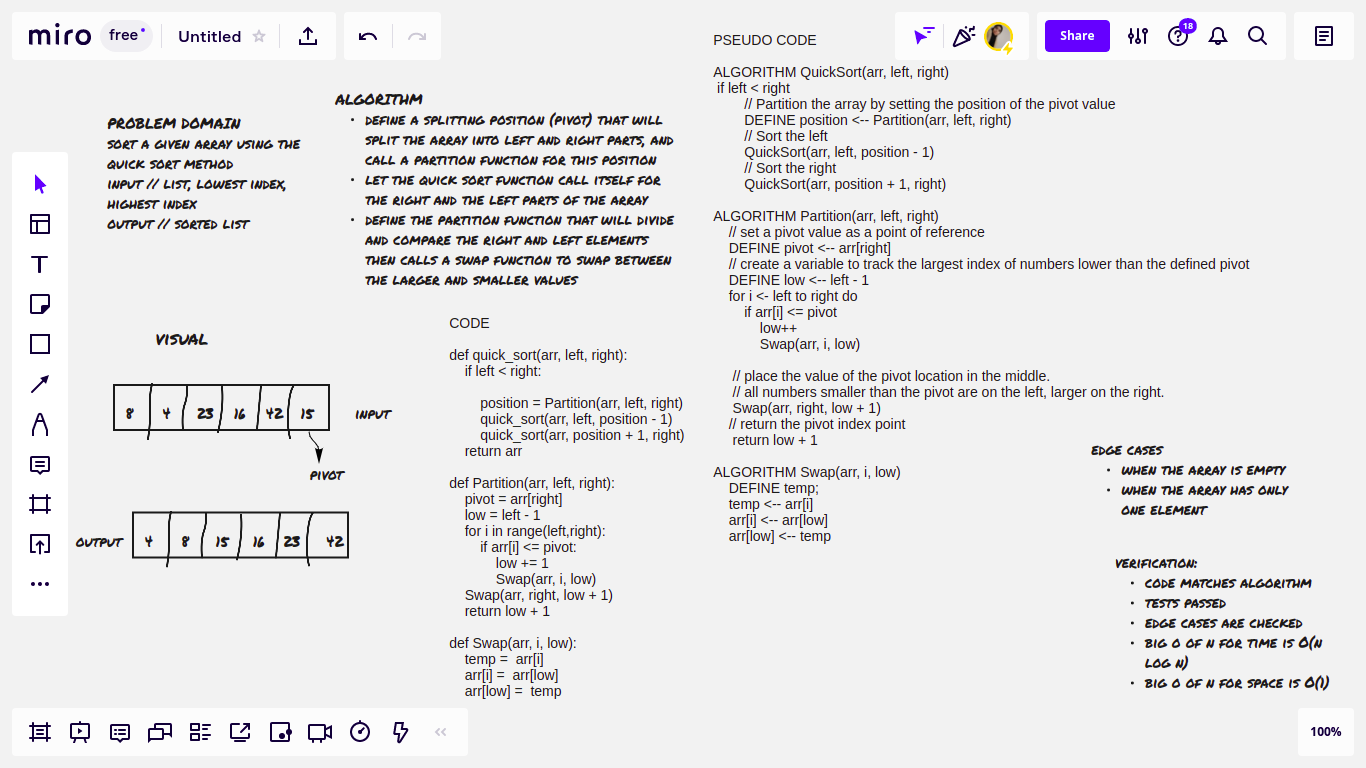 miro free Untitled
Share
18
PROBLEM DOMAIN
SORT A GIVEN ARRAY USING THE
QUICK SORT METHOD
INPUT // LIST, LOWEST INDEX,
HIGHEST INDEX
OUTPUT // SORTED LIST
ALGORITHM
• DEFINE A SPLITTING POSITION (PIVOT) THAT WILL
SPLIT THE ARRAY INTO LEFT AND RIGHT PARTS, AND
CALL A PARTITION FUNCTION FOR THIS POSITION
• LET THE QUICK SORT FUNCTION CALL ITSELF FOR
THE RIGHT AND THE LEFT PARTS OF THE ARRAY
• DEFINE THE PARTITION FUNCTION THAT WILL DIVIDE
AND COMPARE THE RIGHT AND LEFT ELEMENTS
THEN CALLS A SWAP FUNCTION TO SWAP BETWEEN
THE LARGER AND SMALLER VALUES
VISUAL
8 4 23 16 42 15
INPUT
PIVOT
OUTPUT
4 8 15 16 23 42
CODE
def quick_sort(arr, left, right):
if left < right:
position = Partition(arr, left, right)
quick_sort(arr, left, position - 1)
quick_sort(arr, position + 1, right)
return arr
def Partition(arr, left, right):
pivot = arr[right]
low = left - 1
for i in range(left,right):
if arr[i] <= pivot:
low += 1
Swap(arr, i, low)
Swap(arr, right, low + 1)
return low + 1
def Swap(arr, i, low):
temp =  arr[i]
arr[i] =  arr[low]
arr[low] =  temp
PSEUDO CODE
ALGORITHM QuickSort(arr, left, right)
if left < right
// Partition the array by setting the position of the pivot value
DEFINE position <-- Partition(arr, left, right)
// Sort the left
QuickSort(arr, left, position - 1)
// Sort the right
QuickSort(arr, position + 1, right)
ALGORITHM Partition(arr, left, right)
// set a pivot value as a point of reference
DEFINE pivot <-- arr[right]
// create a variable to track the largest index of numbers lower than the defined pivot
DEFINE low <-- left - 1
for i <- left to right do
if arr[i] <= pivot
low++
Swap(arr, i, low)
// place the value of the pivot location in the middle.
// all numbers smaller than the pivot are on the left, larger on the right.
Swap(arr, right, low + 1)
// return the pivot index point
return low + 1
ALGORITHM Swap(arr, i, low)
DEFINE temp;
temp <-- arr[i]
arr[i] <-- arr[low]
arr[low] <-- temp
EDGE CASES
• WHEN THE ARRAY IS EMPTY
• WHEN THE ARRAY HAS ONLY
ONE ELEMENT
VERIFICATION:
• CODE MATCHES ALGORITHM
• TESTS PASSED
• EDGE CASES ARE CHECKED
• BIG O OF N FOR TIME IS O(N
LOG N)
• BIG O OF N FOR SPACE IS O(1)
100%